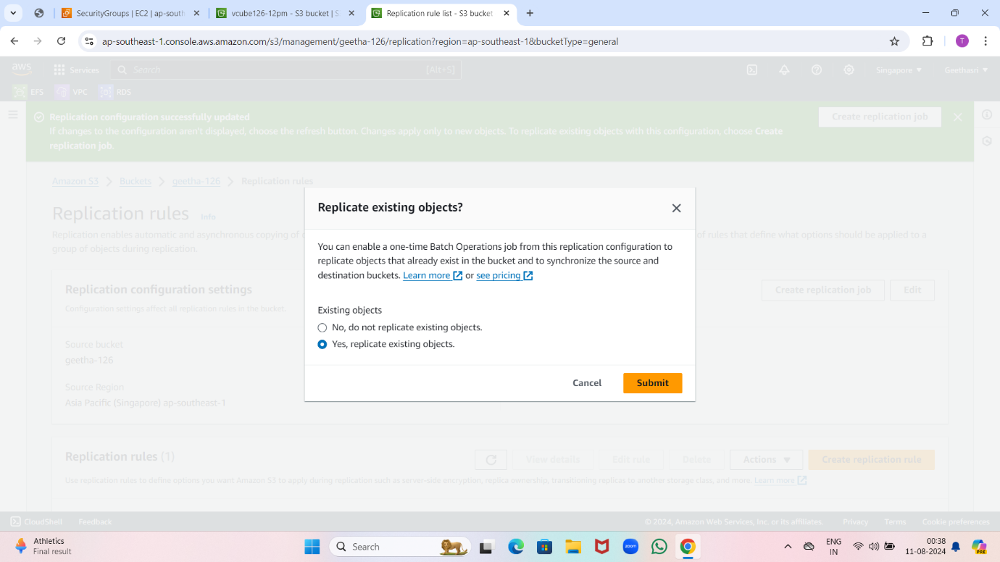 SecurityGroups | EC2 | ap-south
vcube126-12pm - S3 bucket | S
Replication rule list - S3 bucket
ap-southeast-1.console.aws.amazon.com/s3/management/geetha-126/replication?region=ap-southeast-1&bucketType=general
T
aws
Services
Search
[Alt+S]
Singapore
Geethasri
EFS
VPC
RDS
Replication configuration successfully updated
If changes to the configuration aren't displayed, choose the refresh button. Changes apply only to new objects. To replicate existing objects with this configuration, choose Create
replication job.
Create replication job
Amazon S3
Buckets
geetha-126
Replication rules
Replication rules
Info
Replication enables automatic and asynchronous copying of
of rules that define what options should be applied to a
group of objects during replication.
Replicate existing objects?
You can enable a one-time Batch Operations job from this replication configuration to
replicate objects that already exist in the bucket and to synchronize the source and
destination buckets. Learn more or see pricing
Existing objects
No, do not replicate existing objects.
Yes, replicate existing objects.
Cancel
Submit
Replication configuration settings
Configuration settings affect all replication rules in the bucket.
Create replication job
Edit
Source bucket
geetha-126
Source Region
Asia Pacific (Singapore) ap-southeast-1
Replication rules (1)
View details
Edit rule
Delete
Actions
Create replication rule
Use replication rules to define options you want Amazon S3 to apply during replication such as server-side encryption, replica ownership, transitioning replicas to another storage class, and more. Learn more
CloudShell
Feedback
© 2024, Amazon Web Services, Inc. or its affiliates.
Privacy
Terms
Cookie preferences
Athletics
Final result
Search
zoom
ENG
IN
00:38
11-08-2024
PRE